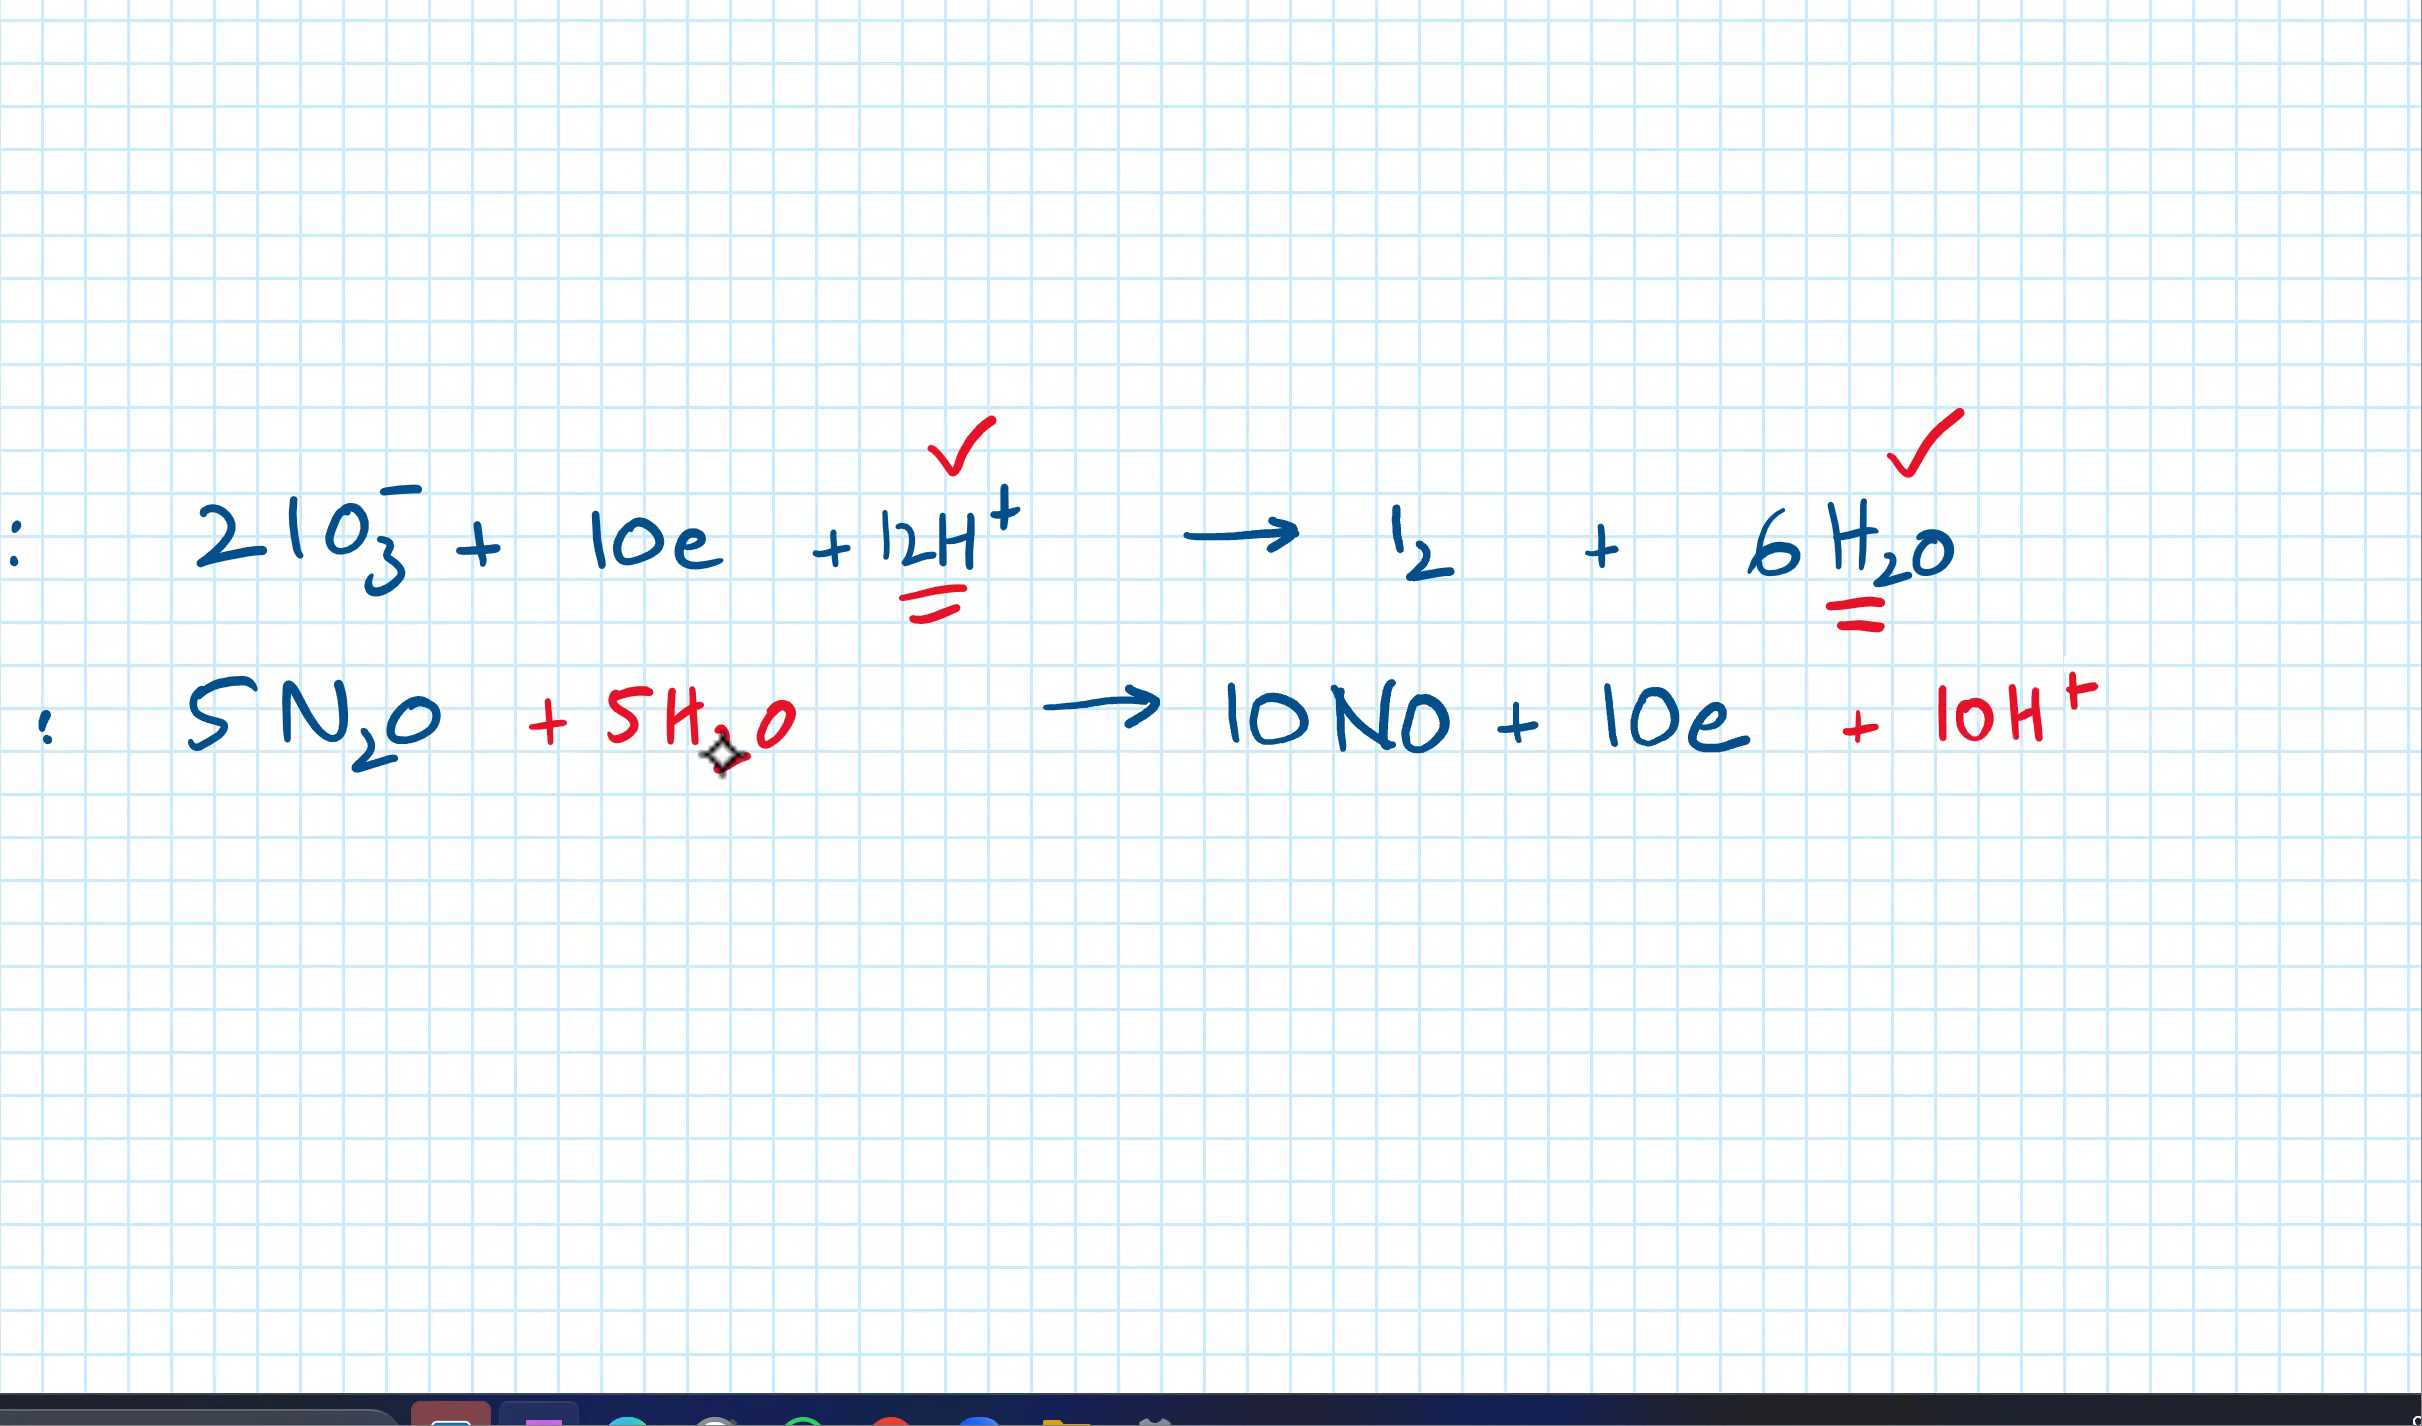 : 2IO₃⁻ + 10e + 12H⁺ → I₂ + 6H₂O
: 5N₂O + 5H₂O → 10NO + 10e + 10H⁺